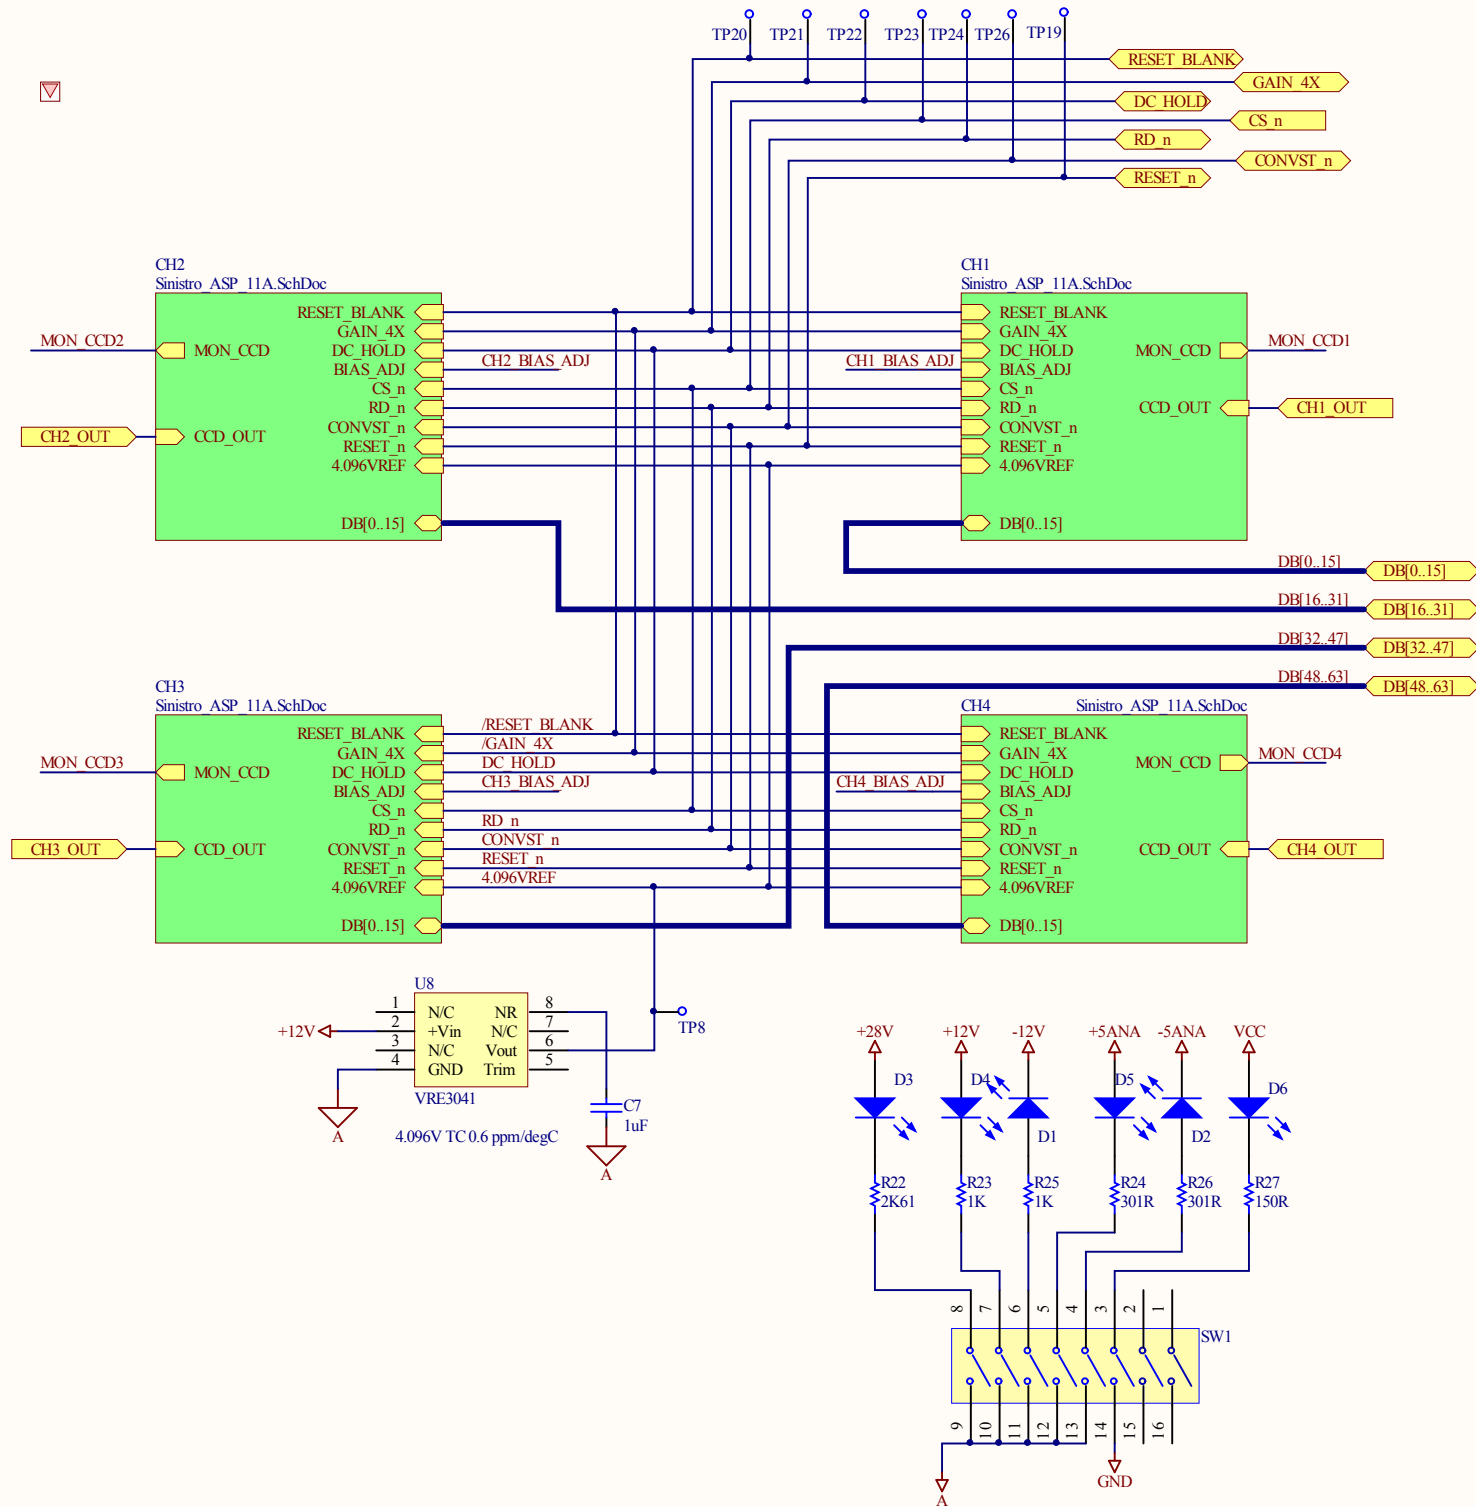 TP20 TP21 TP22 TP23 TP24 TP26 TP19
RESET_BLANK
GAIN_4X
DC_HOLD
CS_n
RD_n
CONVST_n
RESET_n
CH2
Sinistro_ASP_11A.SchDoc
RESET_BLANK
GAIN_4X
MON_CCD2
MON_CCD
DC_HOLD
CH2_BIAS_ADJ
BIAS_ADJ
CS_n
RD_n
CONVST_n
CH2_OUT
CCD_OUT
RESET_n
4.096VREF
DB[0..15]
CH1
Sinistro_ASP_11A.SchDoc
RESET_BLANK
GAIN_4X
DC_HOLD
MON_CCD
MON_CCD1
CH1_BIAS_ADJ
BIAS_ADJ
CS_n
RD_n
CCD_OUT
CH1_OUT
CONVST_n
RESET_n
4.096VREF
DB[0..15]
DB[0..15]
DB[0..15]
DB[16..31]
DB[16..31]
DB[32..47]
DB[32..47]
DB[48..63]
DB[48..63]
CH3
Sinistro_ASP_11A.SchDoc
RESET_BLANK
/RESET_BLANK
GAIN_4X
/GAIN_4X
MON_CCD3
MON_CCD
DC_HOLD
DC_HOLD
BIAS_ADJ
CH3_BIAS_ADJ
CS_n
RD_n
RD_n
CH3_OUT
CCD_OUT
CONVST_n
CONVST_n
RESET_n
RESET_n
4.096VREF
4.096VREF
DB[0..15]
CH4
Sinistro_ASP_11A.SchDoc
RESET_BLANK
GAIN_4X
MON_CCD
MON_CCD4
DC_HOLD
CH4_BIAS_ADJ
BIAS_ADJ
CS_n
RD_n
CONVST_n
CCD_OUT
CH4_OUT
RESET_n
4.096VREF
DB[0..15]
U8
1 N/C NR 8
+12V 2 +Vin N/C 7
3 N/C Vout 6
4 GND Trim 5
VRE3041
TP8
A
4.096V TC 0.6 ppm/degC
C7
1uF
A
+28V +12V -12V +5ANA -5ANA VCC
D3 D4 D5 D6
D1 D2
R22 R23 R25 R24 R26 R27
2K61 1K 1K 301R 301R 150R
8 7 6 5 4 3 2 1
SW1
9 10 11 12 13 14 15 16
A
GND